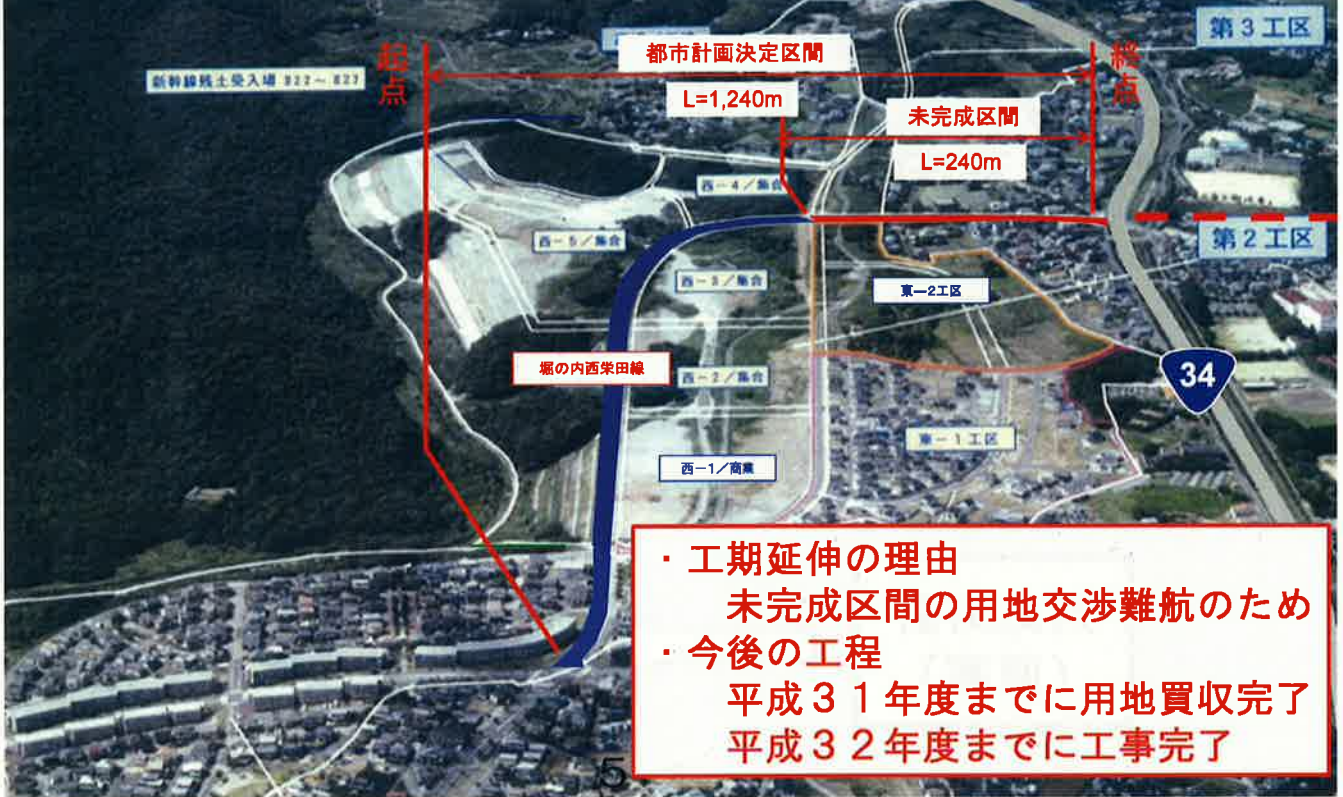 第3工区
都市計画決定区間
起点
終点
新幹線残土受入場 B22～B23
L=1,240m
未完成区間
L=240m
西－4／集合
第2工区
西－5／集合
西－3／集合
東―2工区
堀の内西栄田線
西－2／集合
34
東－1工区
西－1／商業
・工期延伸の理由
未完成区間の用地交渉難航のため
・今後の工程
平成３１年度までに用地買収完了
平成３２年度までに工事完了
5